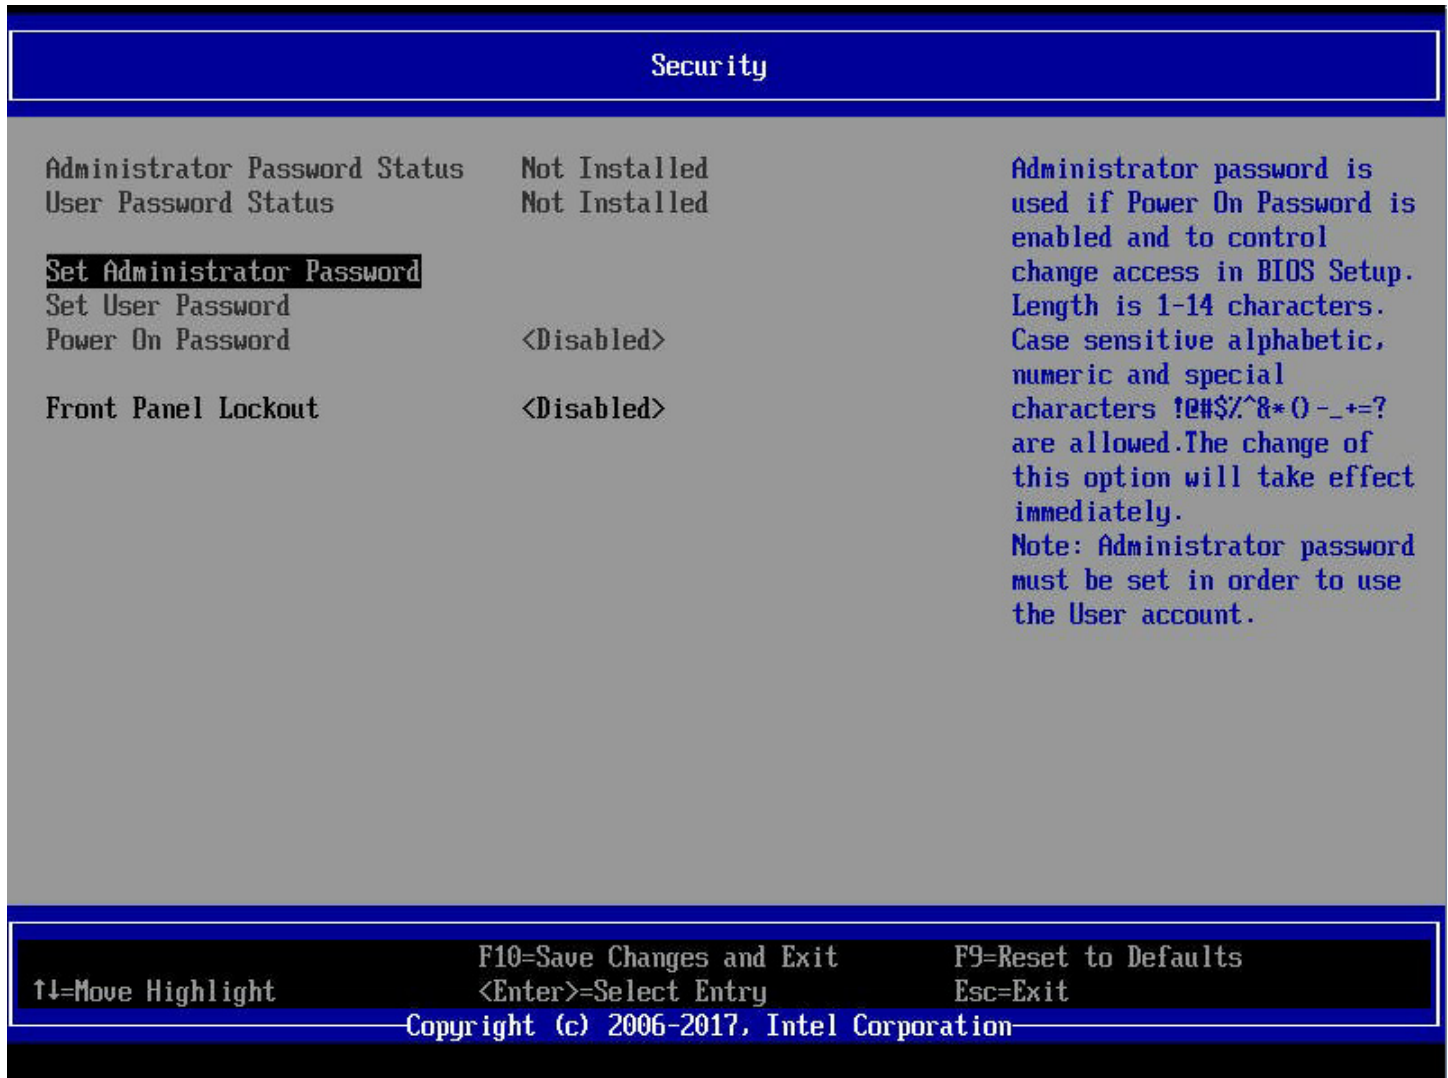 Security
Administrator Password Status Not Installed
User Password Status Not Installed
Set Administrator Password
Set User Password
Power On Password <Disabled>
Front Panel Lockout <Disabled>
Administrator password is
used if Power On Password is
enabled and to control
change access in BIOS Setup.
Length is 1-14 characters.
Case sensitive alphabetic,
numeric and special
characters !@#$%^&*()-_+=?
are allowed.The change of
this option will take effect
immediately.
Note: Administrator password
must be set in order to use
the User account.
F10=Save Changes and Exit F9=Reset to Defaults
↑↓=Move Highlight <Enter>=Select Entry Esc=Exit
Copyright (c) 2006-2017, Intel Corporation